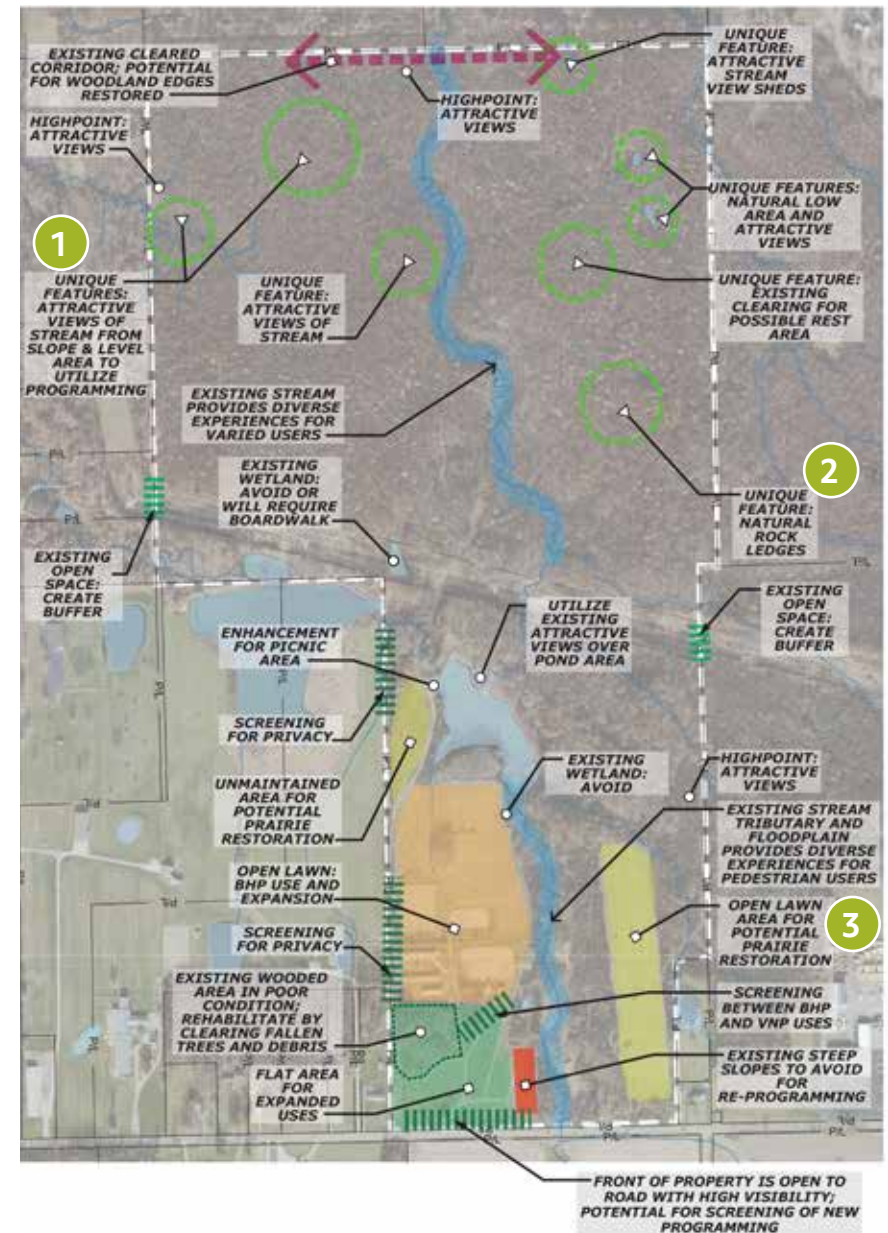 EXISTING CLEARED
CORRIDOR; POTENTIAL
FOR WOODLAND EDGES
RESTORED
UNIQUE
FEATURE:
ATTRACTIVE
STREAM
VIEW SHEDS
HIGHPOINT:
ATTRACTIVE
VIEWS
HIGHPOINT:
ATTRACTIVE
VIEWS
UNIQUE FEATURES:
NATURAL LOW
AREA AND
ATTRACTIVE
VIEWS
1
UNIQUE
FEATURES:
ATTRACTIVE
VIEWS OF
STREAM FROM
SLOPE & LEVEL
AREA TO
UTILIZE
PROGRAMMING
UNIQUE
FEATURE:
ATTRACTIVE
VIEWS OF
STREAM
UNIQUE FEATURE:
EXISTING
CLEARING FOR
POSSIBLE REST
AREA
EXISTING STREAM
PROVIDES DIVERSE
EXPERIENCES FOR
VARIED USERS
P/L
EXISTING
WETLAND:
AVOID OR
WILL REQUIRE
BOARDWALK
2
UNIQUE
FEATURE:
NATURAL
ROCK
LEDGES
P/L
EXISTING
OPEN
SPACE:
CREATE
BUFFER
P/L
EXISTING
OPEN
SPACE:
CREATE
BUFFER
ENHANCEMENT
FOR PICNIC
AREA
UTILIZE
EXISTING
ATTRACTIVE
VIEWS OVER
POND AREA
SCREENING
FOR PRIVACY
UNMAINTAINED
AREA FOR
POTENTIAL
PRAIRIE
RESTORATION
EXISTING
WETLAND:
AVOID
HIGHPOINT:
ATTRACTIVE
VIEWS
EXISTING STREAM
TRIBUTARY AND
FLOODPLAIN
PROVIDES DIVERSE
EXPERIENCES FOR
PEDESTRIAN USERS
OPEN LAWN:
BHP USE AND
EXPANSION
3
OPEN LAWN
AREA FOR
POTENTIAL
PRAIRIE
RESTORATION
SCREENING
FOR PRIVACY
EXISTING WOODED
AREA IN POOR
CONDITION;
REHABILITATE BY
CLEARING FALLEN
TREES AND DEBRIS
SCREENING
BETWEEN BHP
AND VNP USES
FLAT AREA
FOR
EXPANDED
USES
EXISTING STEEP
SLOPES TO AVOID
FOR
RE-PROGRAMMING
P/L
P/L
FRONT OF PROPERTY IS OPEN TO
ROAD WITH HIGH VISIBILITY;
POTENTIAL FOR SCREENING OF NEW
PROGRAMMING